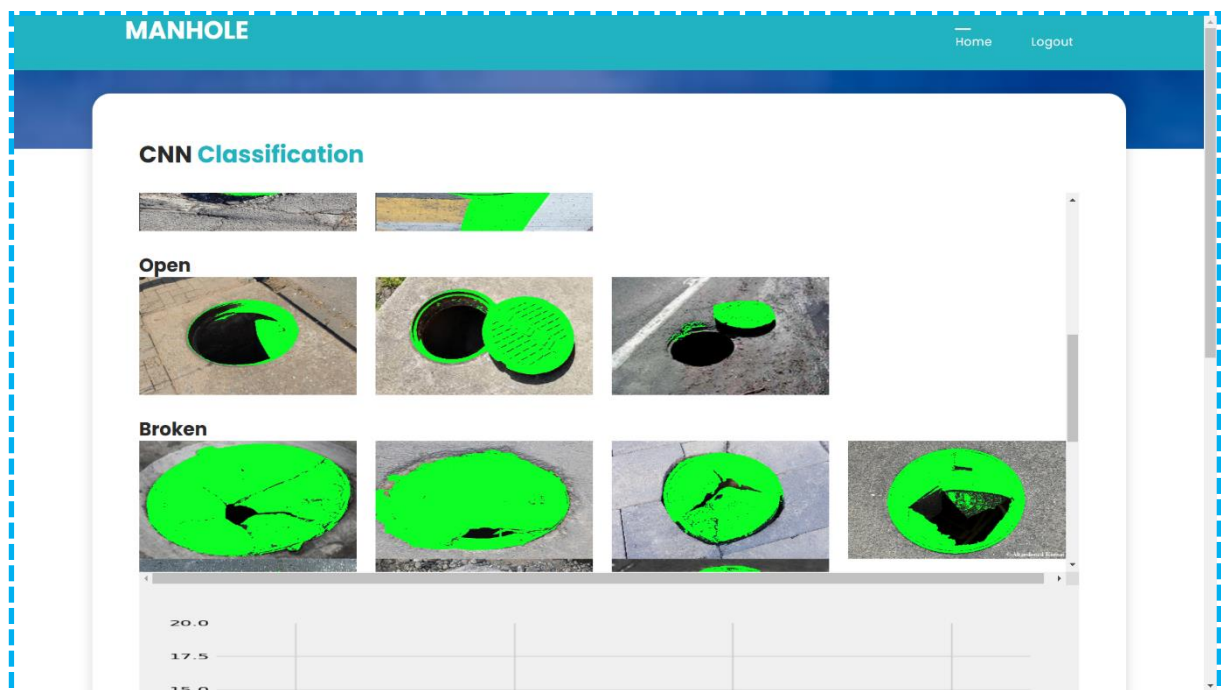 MANHOLE
Home Logout
CNN Classification
Open
Broken
20.0
17.5